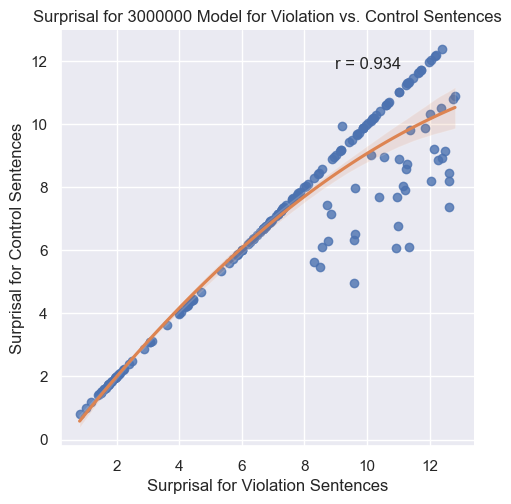 Surprisal for 3000000 Model for Violation vs. Control Sentences
r = 0.934
Surprisal for Control Sentences
12
10
8
6
4
2
0
2 4 6 8 10 12
Surprisal for Violation Sentences